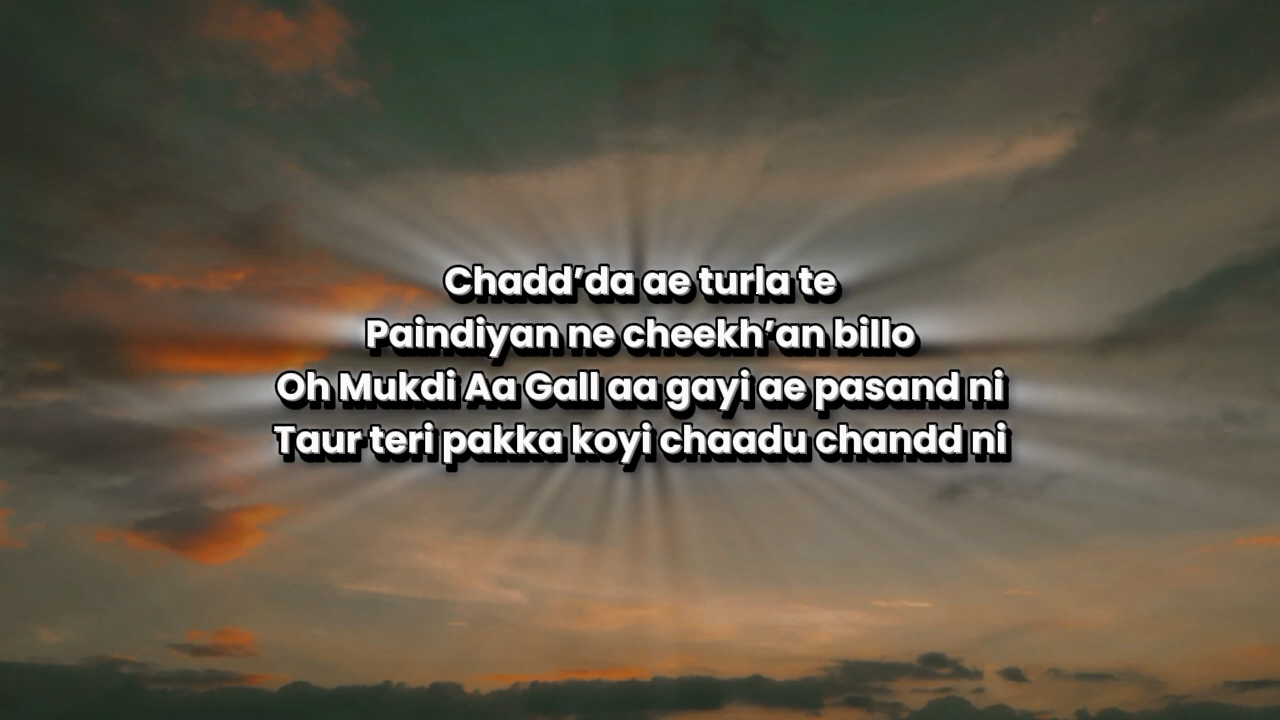 Chadd’da ae turla te
Paindiyan ne cheekh’an billo
Oh Mukdi Aa Gall aa gayi ae pasand ni
Taur teri pakka koyi chaadu chandd ni